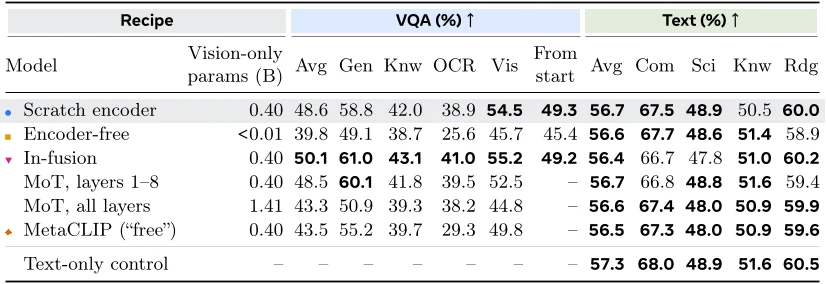 Recipe VQA (%) ↑ Text (%) ↑
Model Vision-only params (B) Avg Gen Knw OCR Vis From start Avg Com Sci Knw Rdg
Scratch encoder 0.40 48.6 58.8 42.0 38.9 54.5 49.3 56.7 67.5 48.9 50.5 60.0
Encoder-free <0.01 39.8 49.1 38.7 25.6 45.7 45.4 56.6 67.7 48.6 51.4 58.9
In-fusion 0.40 50.1 61.0 43.1 41.0 55.2 49.2 56.4 66.7 47.8 51.0 60.2
MoT, layers 1–8 0.40 48.5 60.1 41.8 39.5 52.5 – 56.7 66.8 48.8 51.6 59.4
MoT, all layers 1.41 43.3 50.9 39.3 38.2 44.8 – 56.6 67.4 48.0 50.9 59.9
MetaCLIP (“free”) 0.40 43.5 55.2 39.7 29.3 49.8 – 56.5 67.3 48.0 50.9 59.6
Text-only control – – – – – – – 57.3 68.0 48.9 51.6 60.5